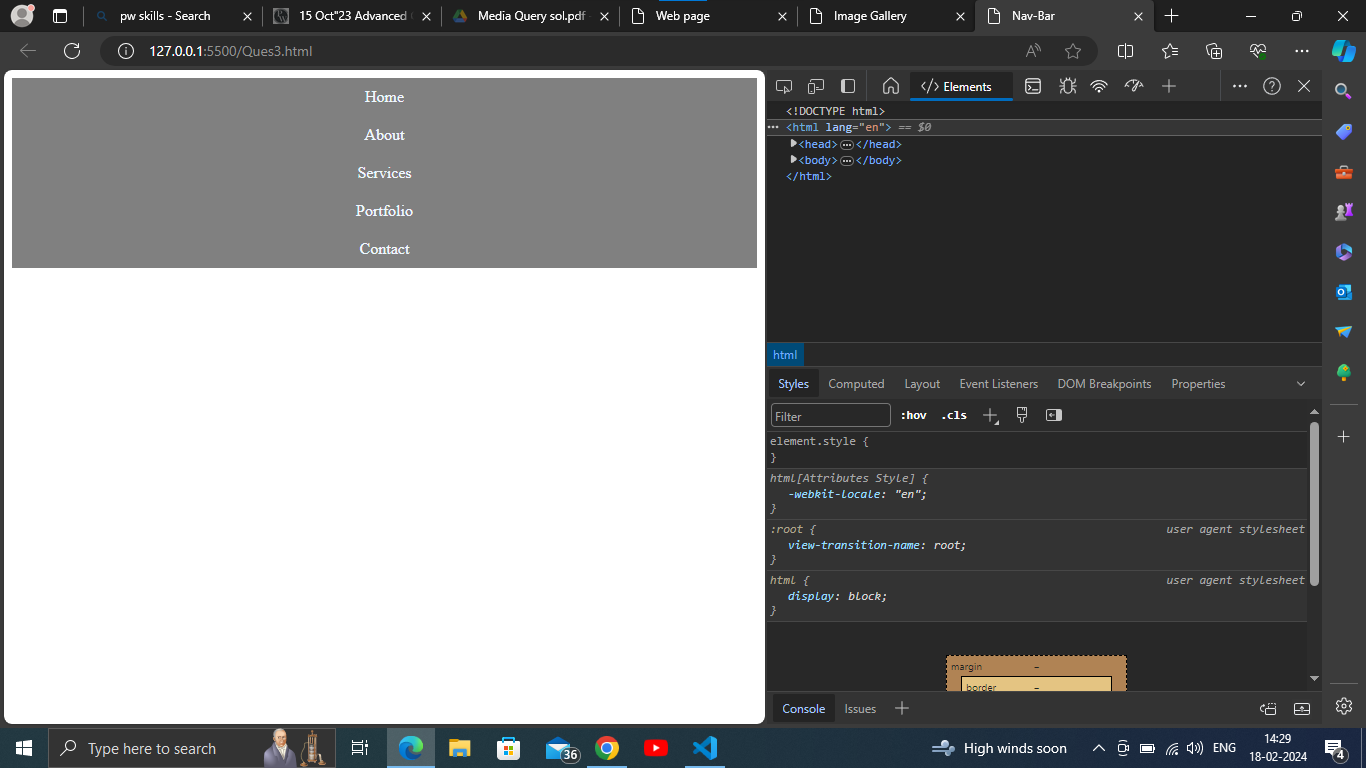 pw skills - Search
15 Oct"23 Advanced
Media Query sol.pdf
Web page
Image Gallery
Nav-Bar
127.0.0.1:5500/Ques3.html
Home
About
Services
Portfolio
Contact
Elements
<!DOCTYPE html>
<html lang="en"> == $0
<head>…</head>
<body>…</body>
</html>
html
Styles Computed Layout Event Listeners DOM Breakpoints Properties
Filter :hov .cls
element.style {
}
html[Attributes Style] {
-webkit-locale: "en";
}
:root { user agent stylesheet
view-transition-name: root;
}
html { user agent stylesheet
display: block;
}
margin –
border –
Console Issues
Type here to search
36
High winds soon
ENG
14:29
18-02-2024
4